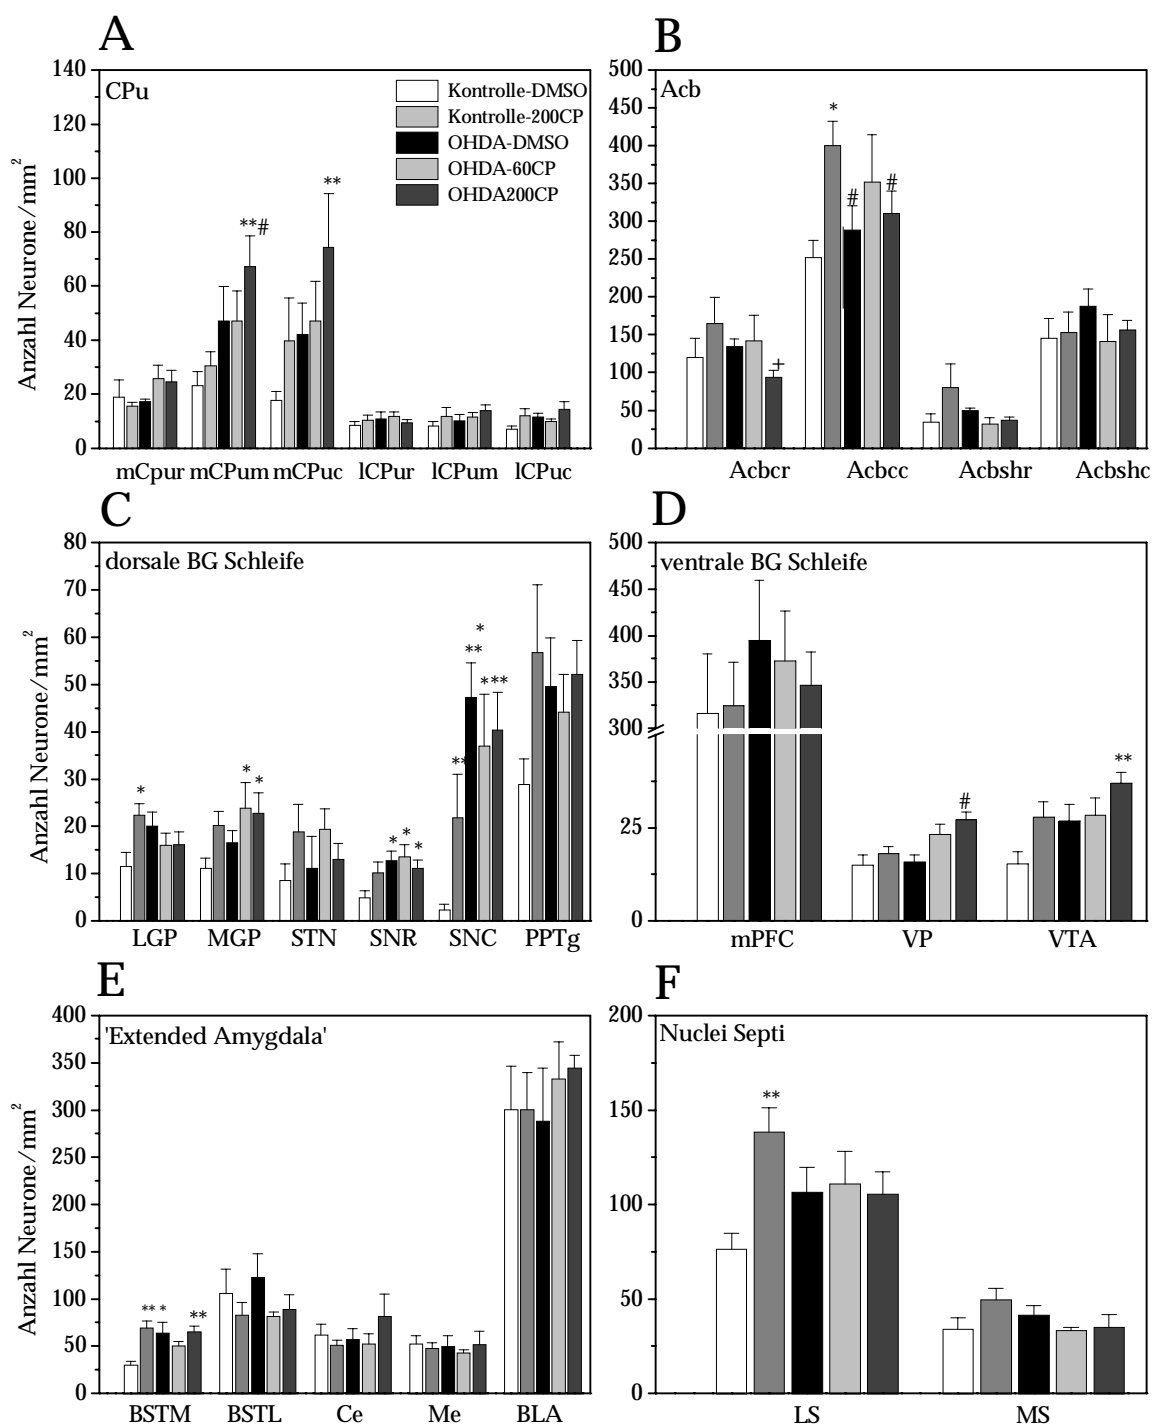 A
140
120
100
80
60
40
20
0
Anzahl Neurone/mm²
CPu
Kontrolle-DMSO
Kontrolle-200CP
OHDA-DMSO
OHDA-60CP
OHDA200CP
**#
**
mCpur mCPum mCPuc lCPur lCPum lCPuc
B
500
450
400
350
300
250
200
150
100
50
0
Acb
*
# #
+
Acbcr Acbcc Acbshr Acbshc
C
80
70
60
50
40
30
20
10
0
Anzahl Neurone/mm²
dorsale BG Schleife
*
**
****
**
*
* *
* * *
LGP MGP STN SNR SNC PPTg
D
500
450
400
350
300
25
0
ventrale BG Schleife
**
#
mPFC VP VTA
E
400
350
300
250
200
150
100
50
0
Anzahl Neurone/mm²
'Extended Amygdala'
** * **
BSTM BSTL Ce Me BLA
F
200
150
100
50
0
Nuclei Septi
**
LS MS